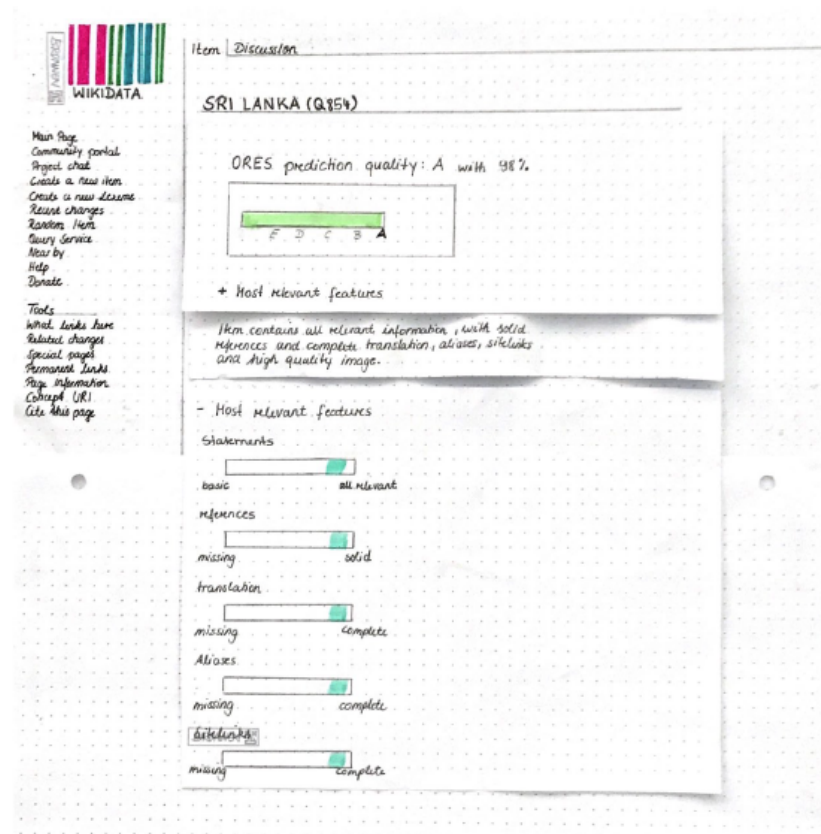 WIKIDATA
Item Discussion
SRI LANKA (Q854)
Main Page
Community portal
Project chat
Create a new item
Create a new
Recent changes
Random Item
Query Service
Near by
Help
Donate
Tools
What links here
Related changes
Special pages
Permanent links
Page information
Concept URI
Cite this page
ORES prediction quality: A with 98%
E D C B A
+ Most relevant features
Item contains all relevant information, with solid
references and complete translation, aliases, sitelinks
and high quality image.
- Most relevant features
Statements
basic all relevant
references
missing solid
translation
missing complete
Aliases
missing complete
Sitelinks
missing complete